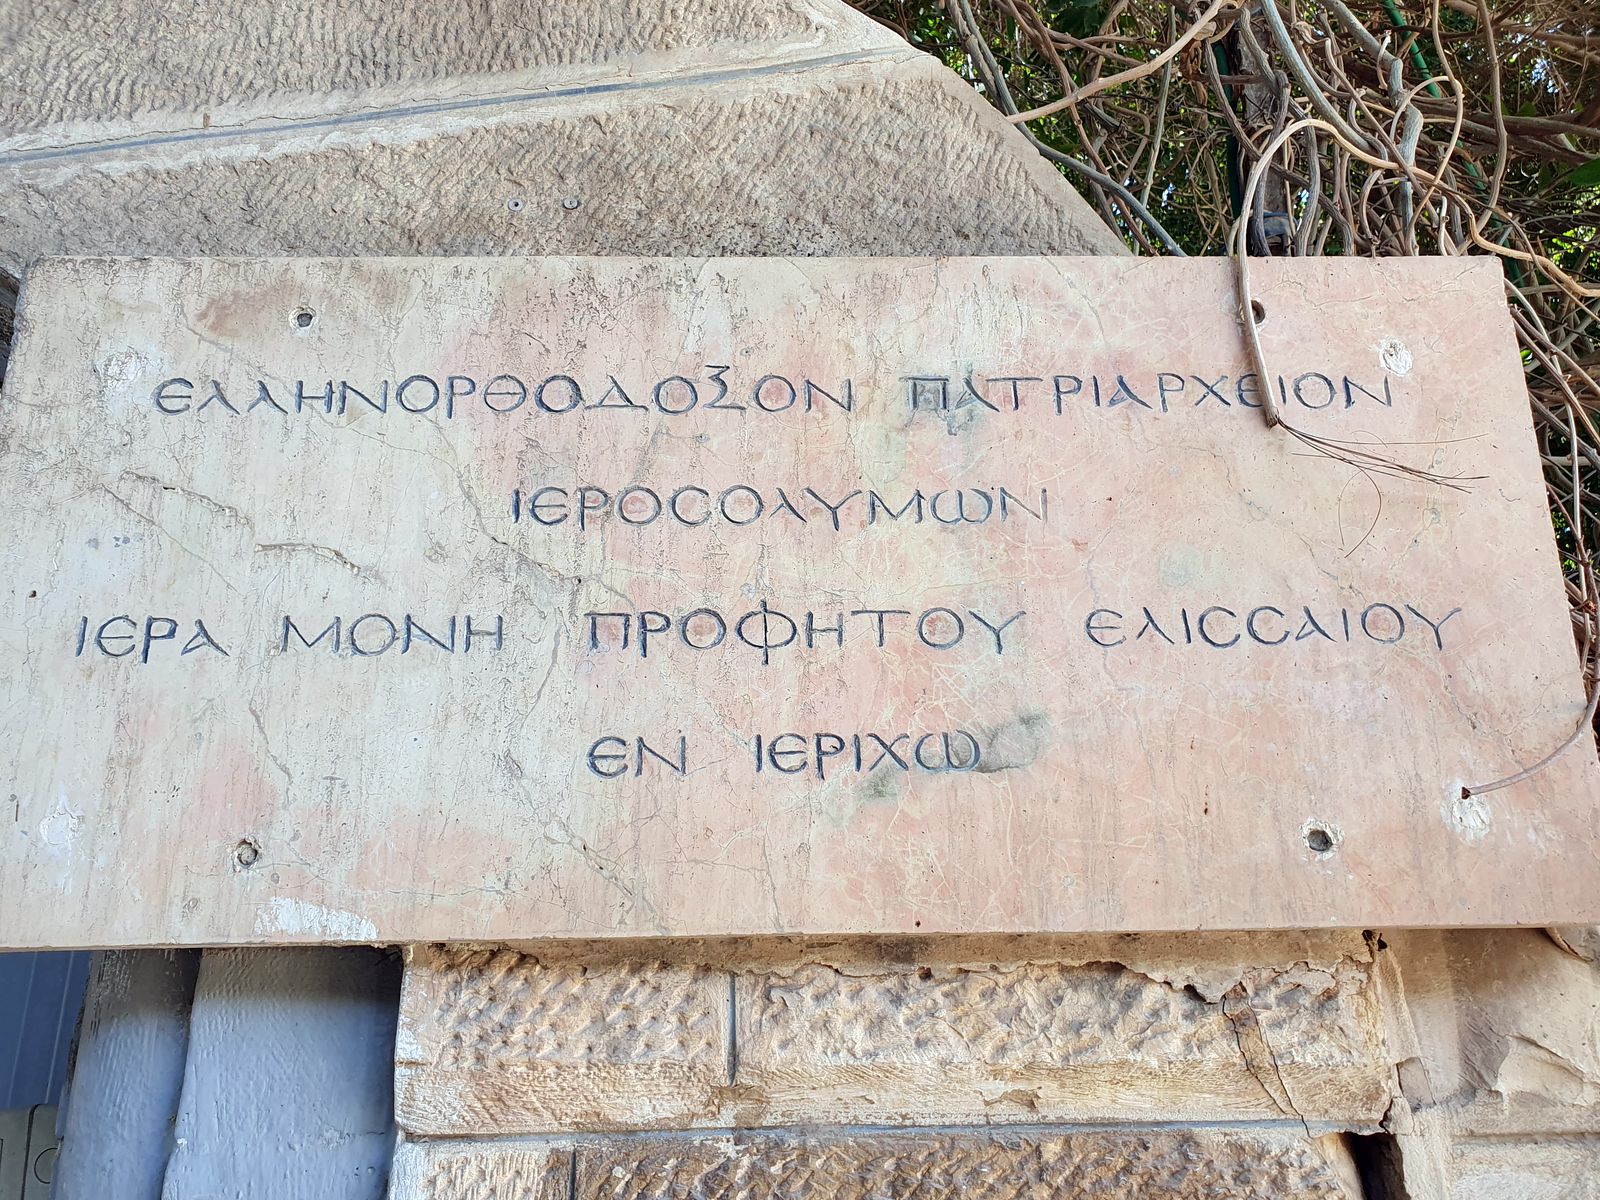 ΕΛΛΗΝΟΡΘΟΔΟΞΟΝ ΠΑΤΡΙΑΡΧΕΙΟΝ
ΙΕΡΟϹΟΛΥΜΩΝ
ΙΕΡΑ ΜΟΝΗ ΠΡΟΦΗΤΟΥ ΕΛΙϹϹΑΙΟΥ
ΕΝ ΙΕΡΙΧΩ